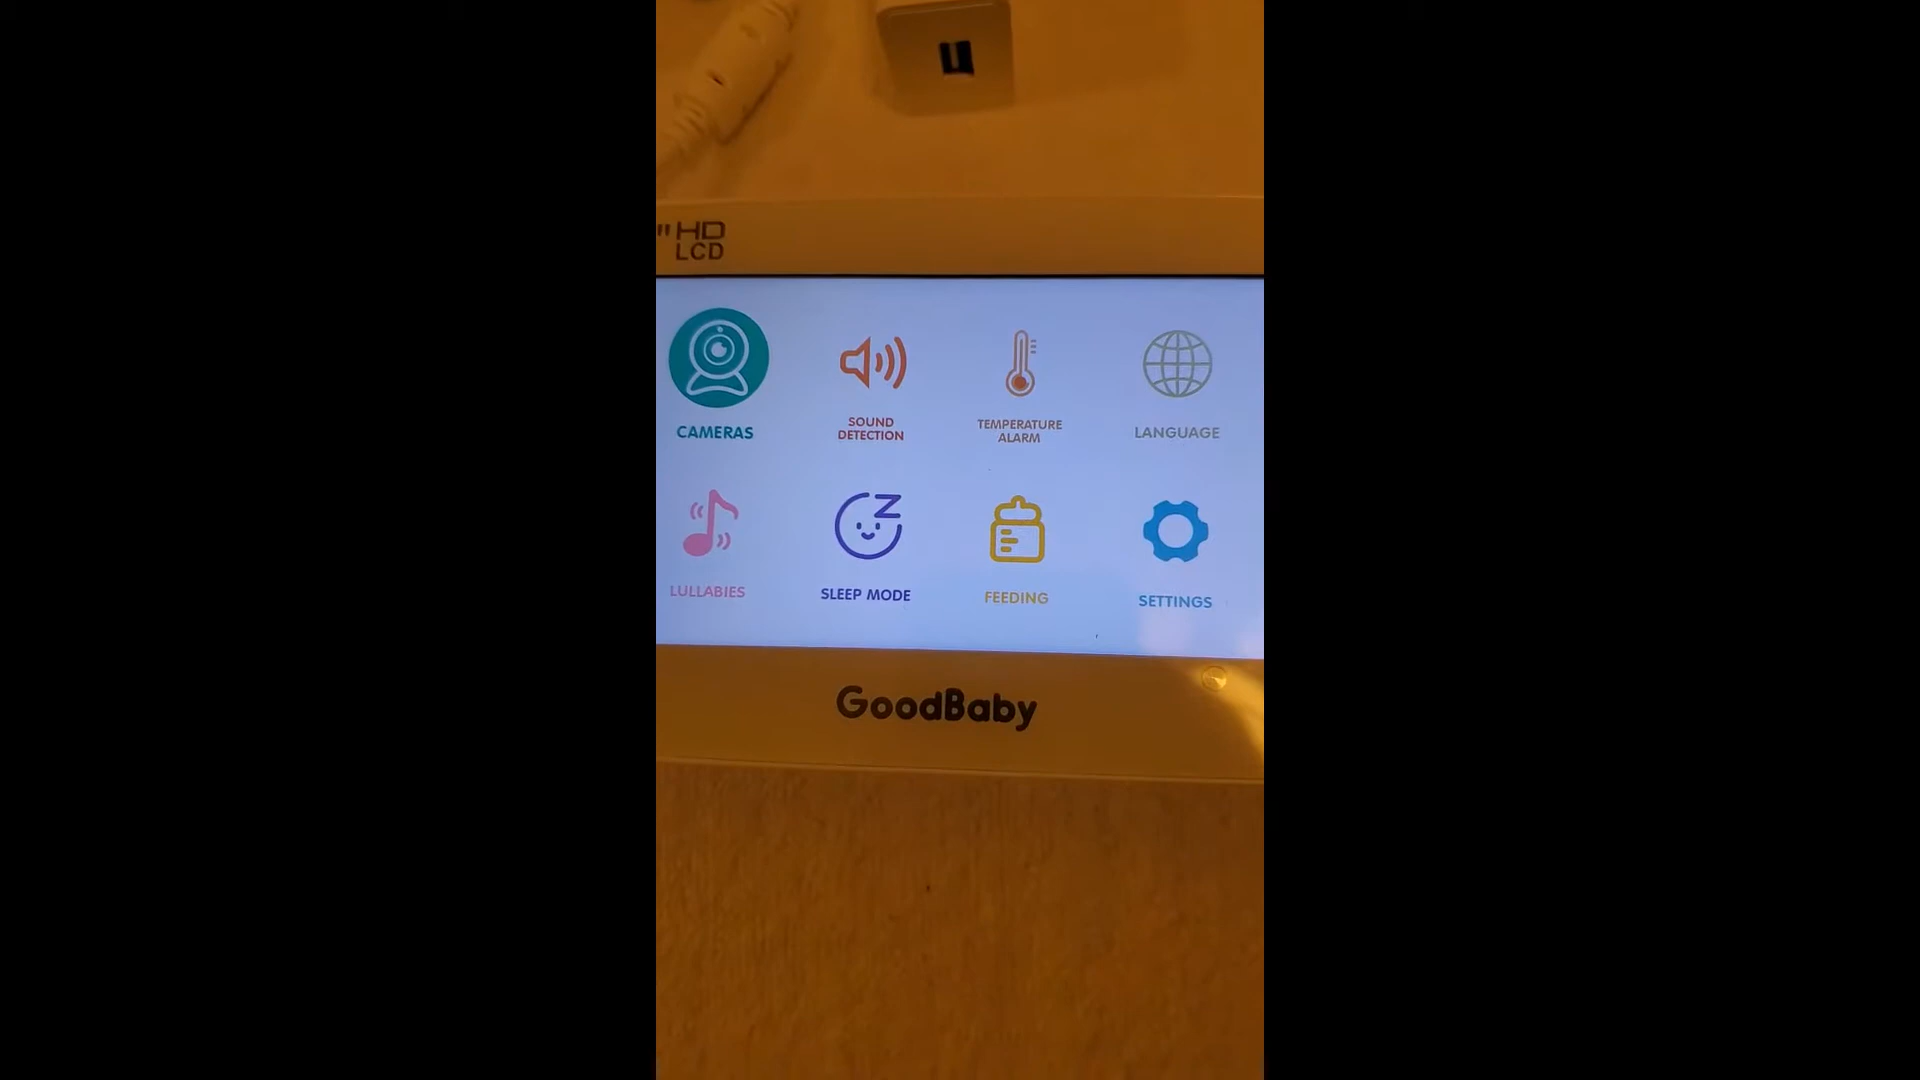 " HD
LCD
CAMERAS
SOUND
DETECTION
TEMPERATURE
ALARM
LANGUAGE
LULLABIES
SLEEP MODE
FEEDING
SETTINGS
GoodBaby